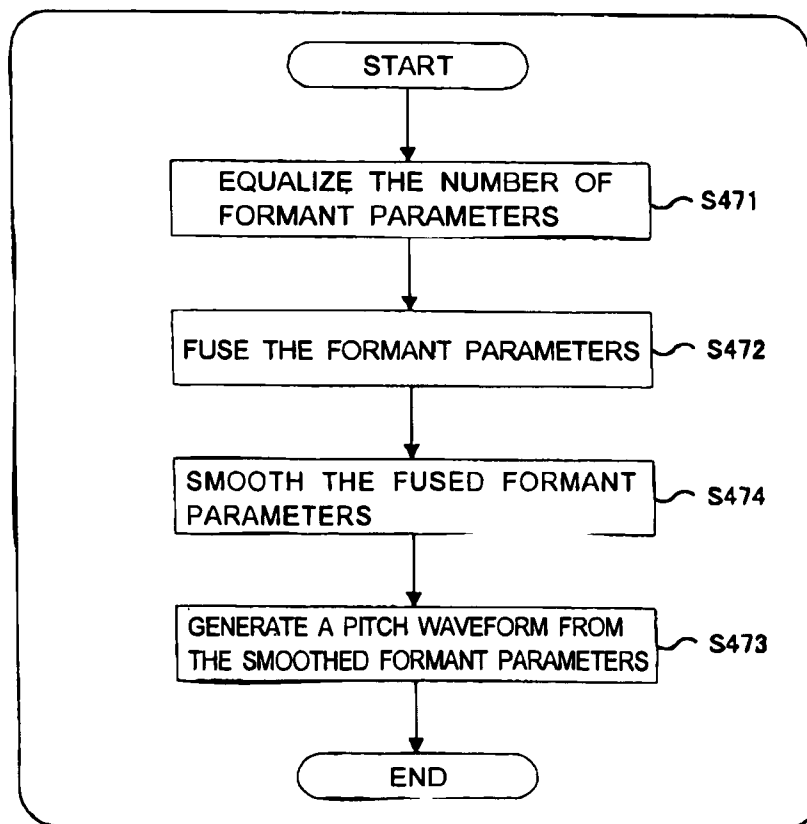 START
EQUALIZE THE NUMBER OF
FORMANT PARAMETERS
S471
FUSE THE FORMANT PARAMETERS
S472
SMOOTH THE FUSED FORMANT
PARAMETERS
S474
GENERATE A PITCH WAVEFORM FROM
THE SMOOTHED FORMANT PARAMETERS
S473
END